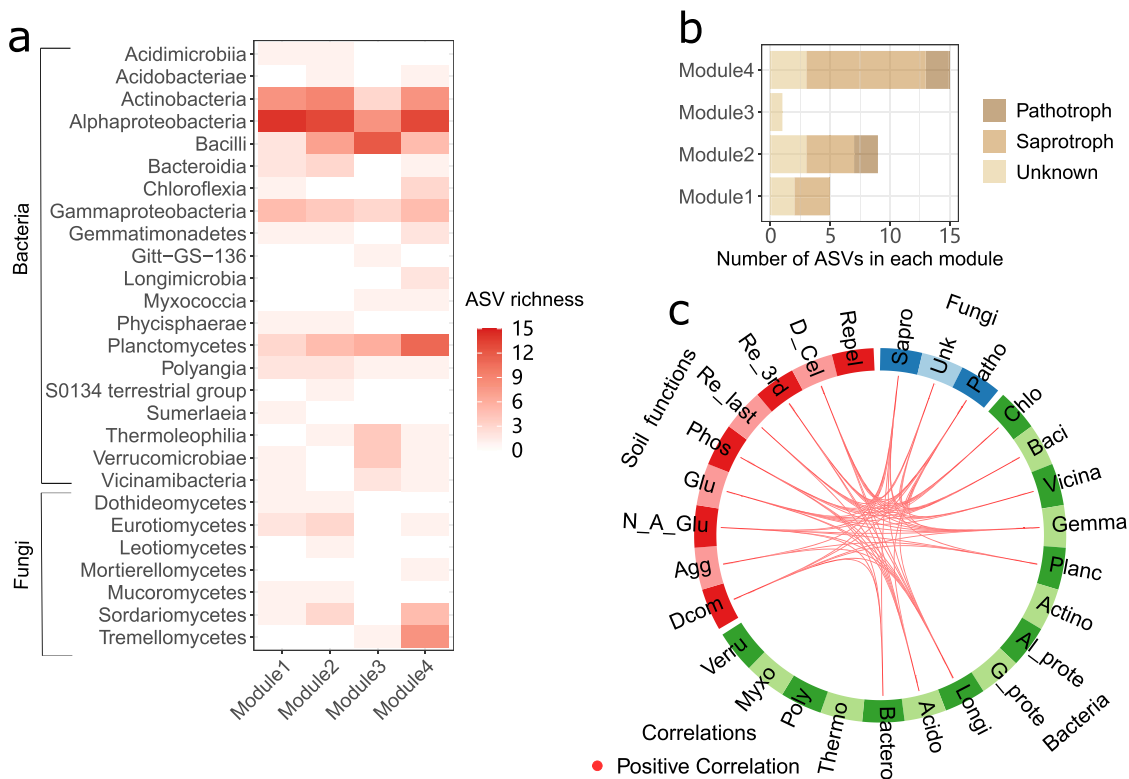 a
Bacteria
Fungi
Acidimicrobiia
Acidobacteriae
Actinobacteria
Alphaproteobacteria
Bacilli
Bacteroidia
Chloroflexia
Gammaproteobacteria
Gemmatimonadetes
Gitt−GS−136
Longimicrobia
Myxococcia
Phycisphaerae
Planctomycetes
Polyangia
S0134 terrestrial group
Sumerlaeia
Thermoleophilia
Verrucomicrobiae
Vicinamibacteria
Dothideomycetes
Eurotiomycetes
Leotiomycetes
Mortierellomycetes
Mucoromycetes
Sordariomycetes
Tremellomycetes
Module1
Module2
Module3
Module4
ASV richness
15
12
9
6
3
0
b
Module4
Module3
Module2
Module1
0
5
10
15
Number of ASVs in each module
Pathotroph
Saprotroph
Unknown
c
Fungi
Sapro
Unk
Patho
Chlo
Baci
Vicina
Gemma
Planc
Actino
Al_prote
G_prote
Bacteria
Longi
Acido
Bactero
Thermo
Poly
Myxo
Verru
Dcom
Agg
N_A_Glu
Glu
Phos
Re_last
Re_3rd
D_Cel
Repel
Soil functions
Correlations
Positive Correlation